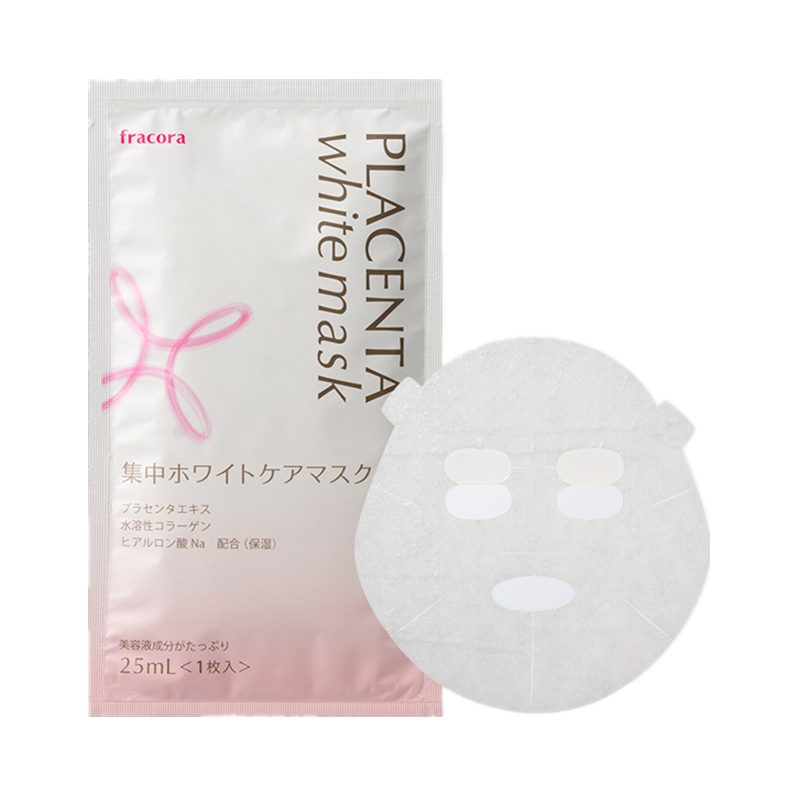 fracora
PLACENTA
white mask
集中ホワイトケアマスク
プラセンタエキス
水溶性コラーゲン
ヒアルロン酸Na 配合（保湿）
美容液成分がたっぷり
25mL＜1枚入＞